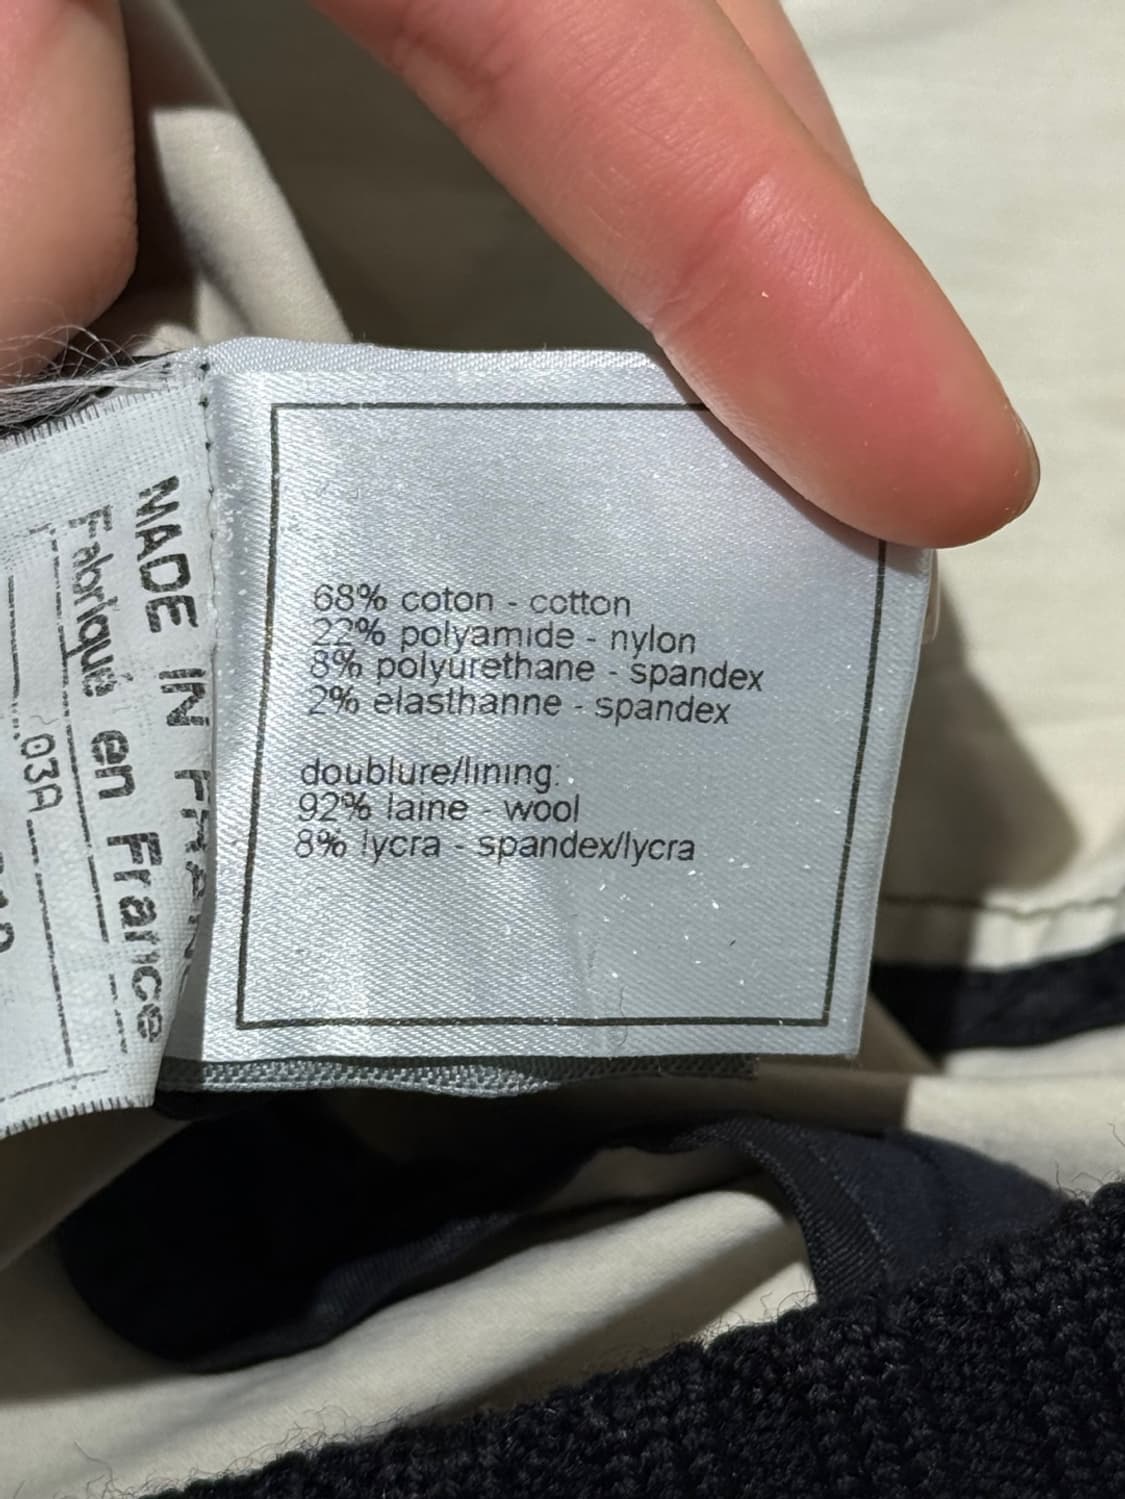 68% coton - cotton
22% polyamide - nylon
8% polyurethane - spandex
2% elasthanne - spandex
doublure/lining:
92% laine - wool
8% lycra - spandex/lycra
MADE IN FRANCE
Fabriqué en France
03A